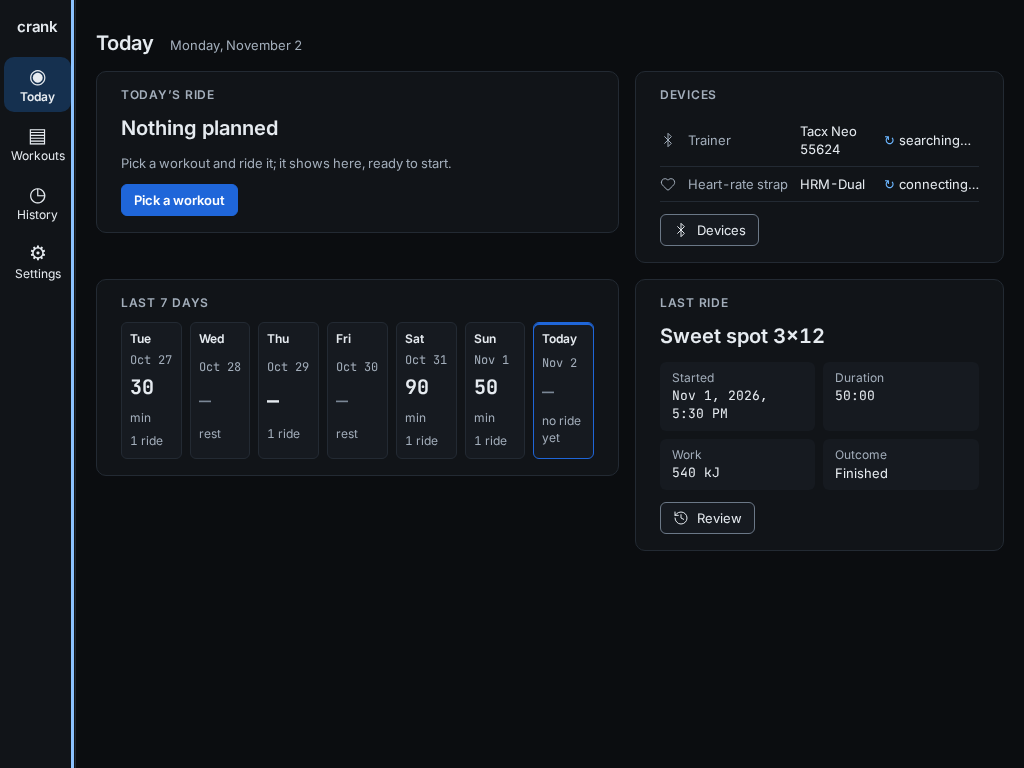 crank
Today
Workouts
History
Settings
Today Monday, November 2
TODAY'S RIDE
Nothing planned
Pick a workout and ride it; it shows here, ready to start.
Pick a workout
DEVICES
Trainer Tacx Neo 55624 searching…
Heart-rate strap HRM-Dual connecting…
Devices
LAST 7 DAYS
Tue
Oct 27
30
min
1 ride
Wed
Oct 28
—
rest
Thu
Oct 29
—
1 ride
Fri
Oct 30
—
rest
Sat
Oct 31
90
min
1 ride
Sun
Nov 1
50
min
1 ride
Today
Nov 2
—
no ride
yet
LAST RIDE
Sweet spot 3×12
Started
Nov 1, 2026,
5:30 PM
Duration
50:00
Work
540 kJ
Outcome
Finished
Review